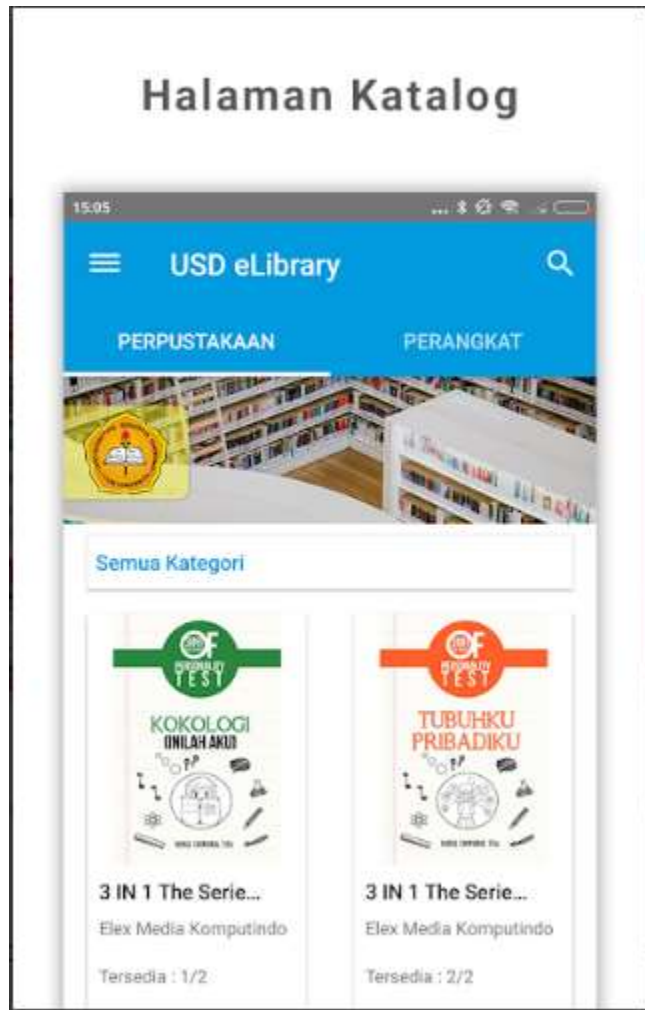 Halaman Katalog
15:05
...
USD eLibrary
PERPUSTAKAAN
PERANGKAT
Semua Kategori
OF
PERSONALITY
TEST
KOKOLOGI
(INILAH AKU)
3 IN 1 The Serie...
Elex Media Komputindo
Tersedia : 1/2
OF
PERSONALITY
TEST
TUBUHKU
PRIBADIKU
3 IN 1 The Serie...
Elex Media Komputindo
Tersedia : 2/2